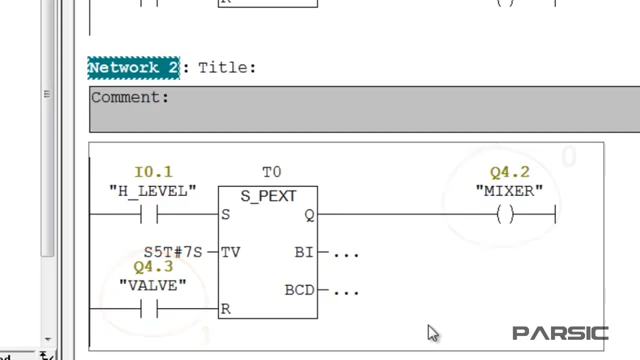 R
Network 2: Title:
Comment:
I0.1 T0 Q4.2
"H_LEVEL" S_PEXT "MIXER"
S Q ( )
S5T#7S TV BI ...
Q4.3
"VALVE" BCD ...
R
PARSIC